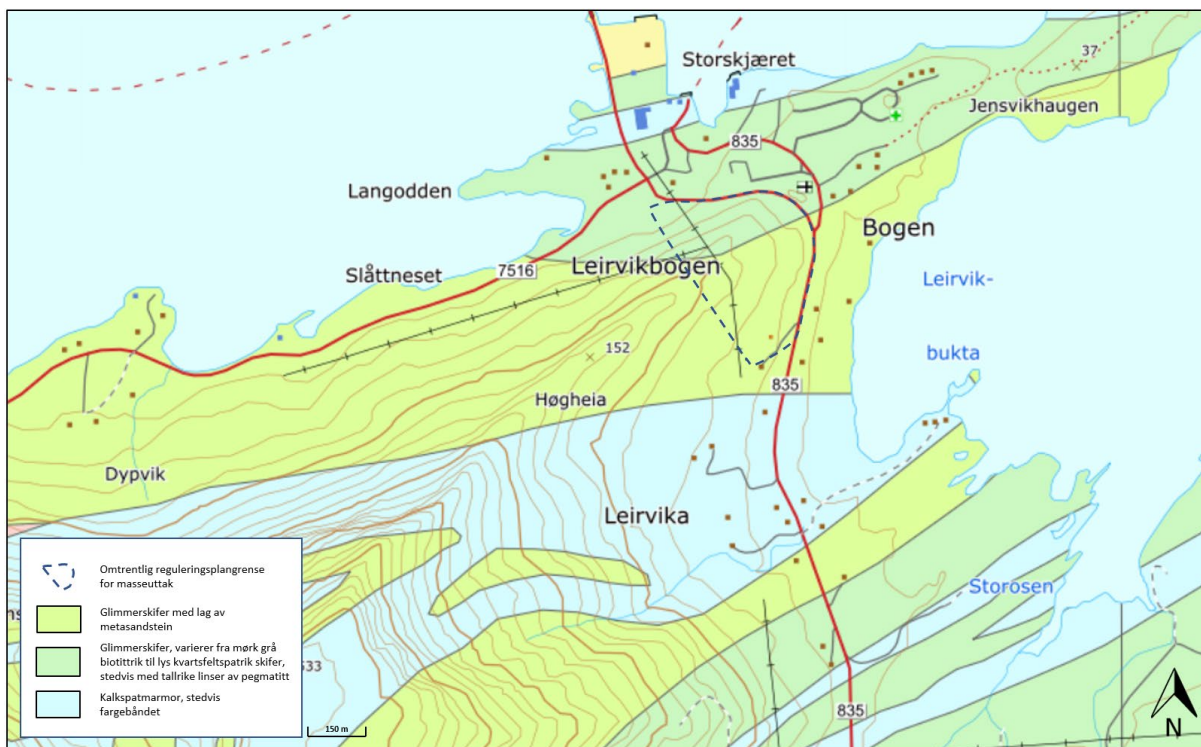 Storskjæret
37
Jensvikhaugen
835
Langodden
Bogen
7516
Leirvikbogen
Slåttneset
Leirvik-
bukta
152
835
Høgheia
Dypvik
Leirvika
Storosen
533
835
Omtrentlig reguleringsplangrense
for masseuttak
Glimmerskifer med lag av
metasandstein
Glimmerskifer, varierer fra mørk grå
biotittrik til lys kvartsfeltspatrik skifer,
stedvis med tallrike linser av pegmatitt
Kalkspatmarmor, stedvis
fargebåndet
150 m
N